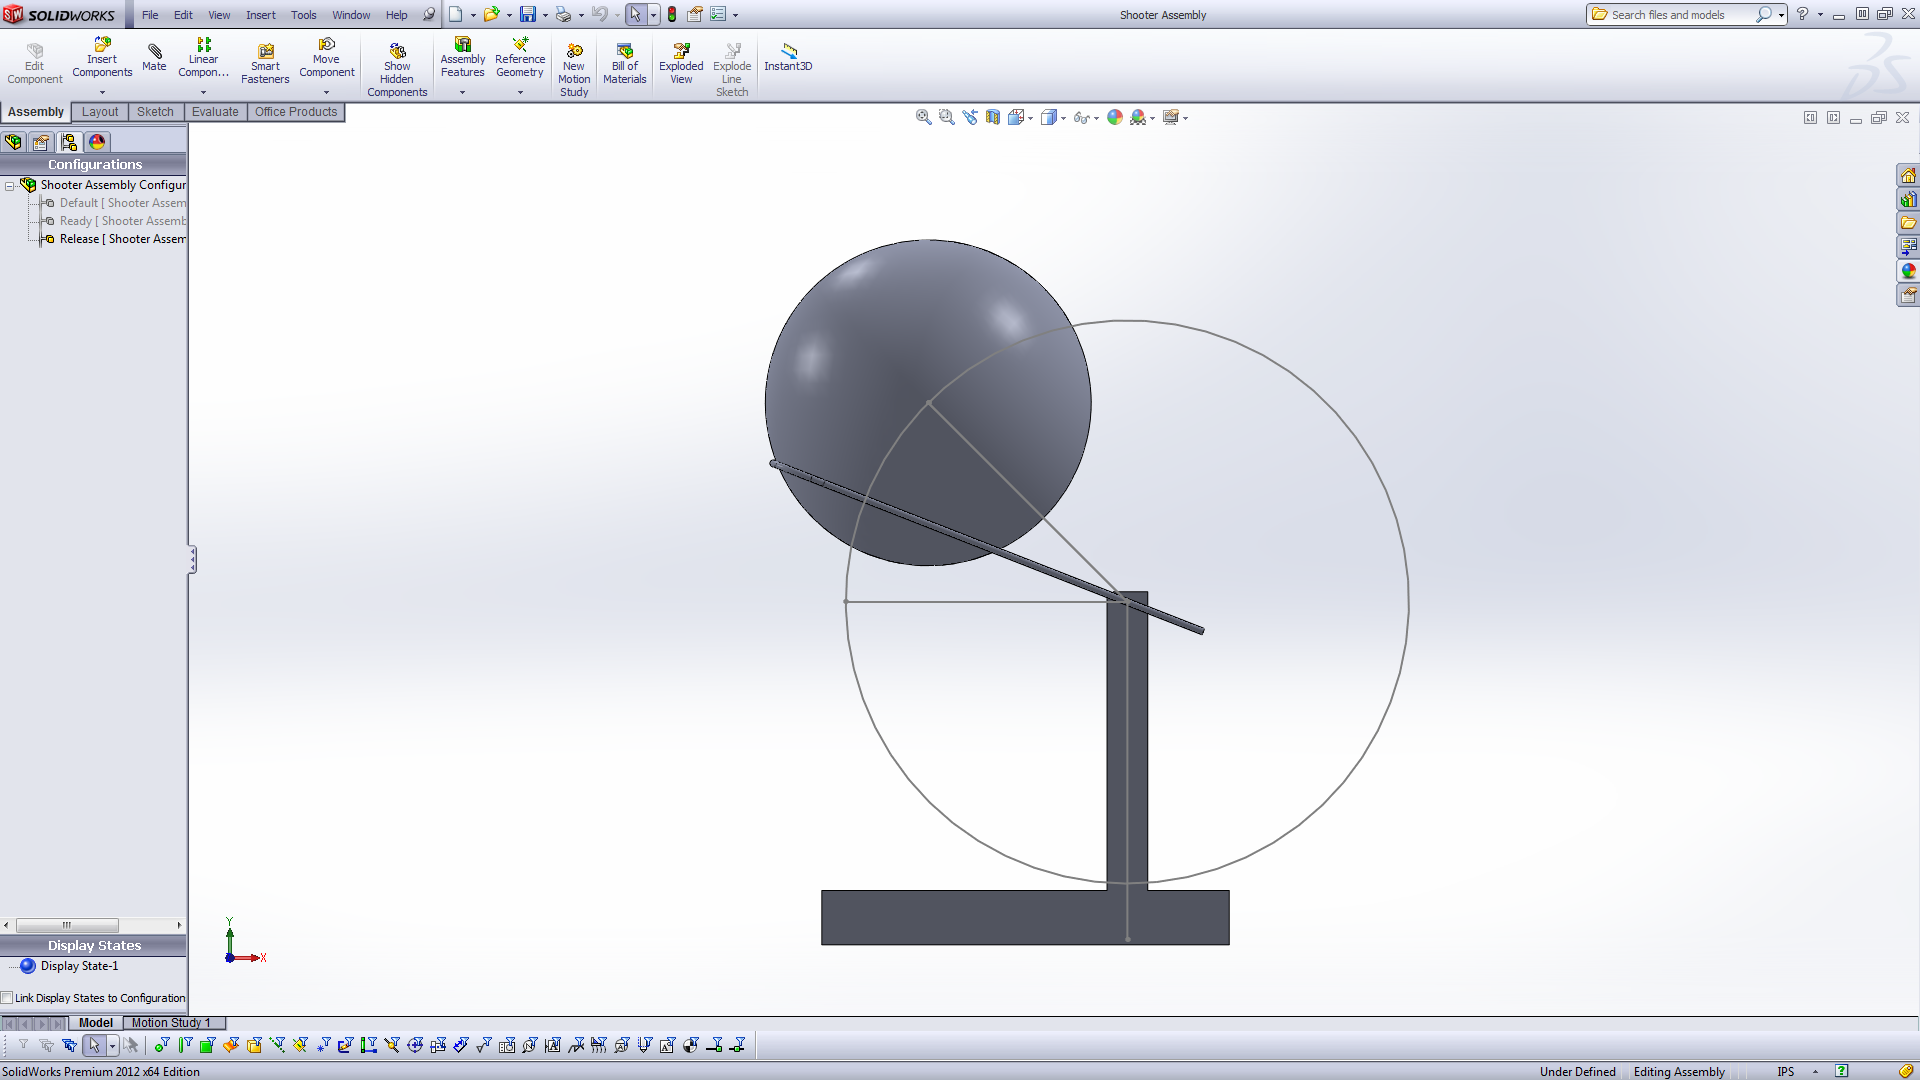 SW SOLIDWORKS File Edit View Insert Tools Window Help Shooter Assembly Search files and models
Edit Component
Insert Components
Mate
Linear Compon...
Smart Fasteners
Move Component
Show Hidden Components
Assembly Features
Reference Geometry
New Motion Study
Bill of Materials
Exploded View
Explode Line Sketch
Instant3D
Assembly Layout Sketch Evaluate Office Products
Configurations
Shooter Assembly Configur
Default [ Shooter Assem
Ready [ Shooter Assemb
Release [ Shooter Assem
Y
X
Display States
Display State-1
Link Display States to Configuration
Model Motion Study 1
SolidWorks Premium 2012 x64 Edition Under Defined Editing Assembly IPS